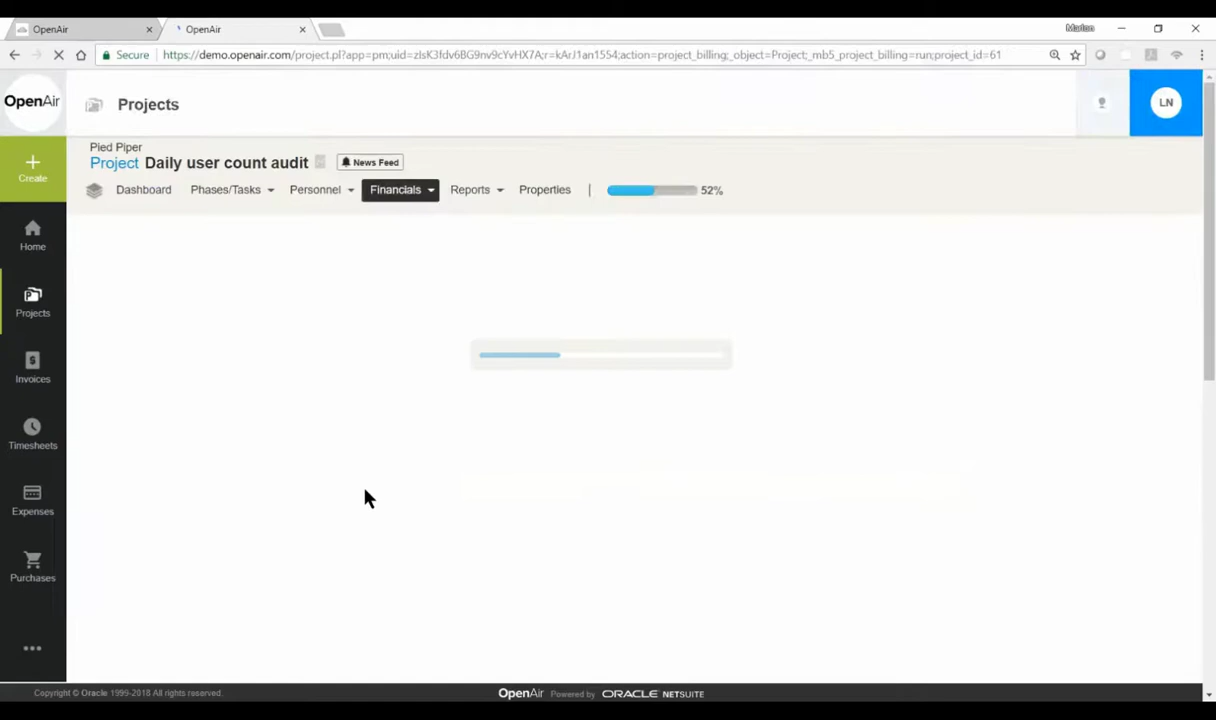 OpenAir
OpenAir
Marton
Secure
https://demo.openair.com/project.pl?app=pm;uid=zlsK3fdv6BG9nv9cYvHX7A;r=kArJ1an1554;action=project_billing;_object=Project;_mb5_project_billing=run;project_id=61
OpenAir
Projects
LN
Pied Piper
Project Daily user count audit
News Feed
Create
Dashboard
Phases/Tasks
Personnel
Financials
Reports
Properties
52%
Home
Projects
Invoices
Timesheets
Expenses
Purchases
Copyright © Oracle 1999-2018 All rights reserved.
OpenAir Powered by ORACLE NETSUITE